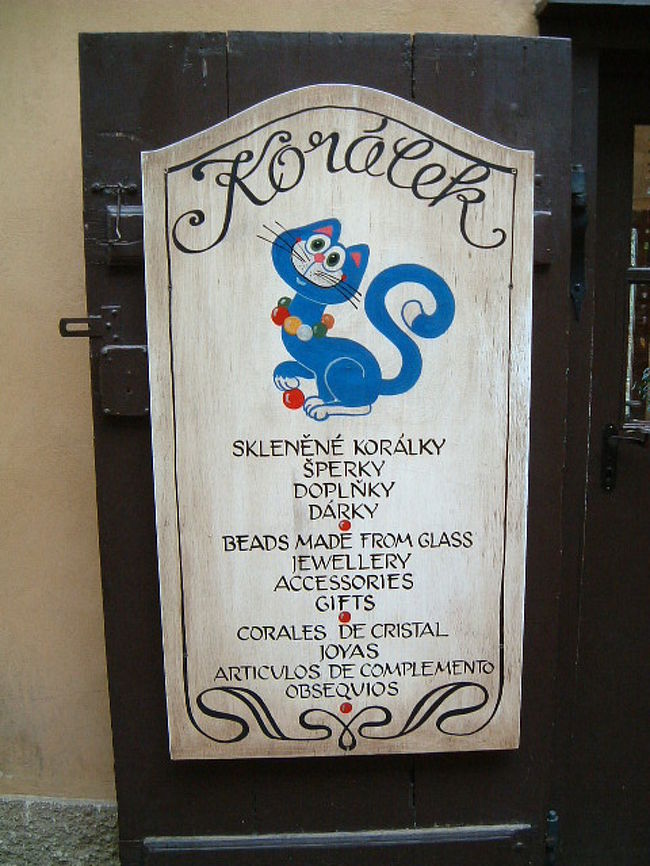 Korálek
SKLENĚNÉ KORÁLKY
ŠPERKY
DOPLŇKY
DÁRKY
BEADS MADE FROM GLASS
JEWELLERY
ACCESSORIES
GIFTS
CORALES DE CRISTAL
JOYAS
ARTICULOS DE COMPLEMENTO
OBSEQUIOS